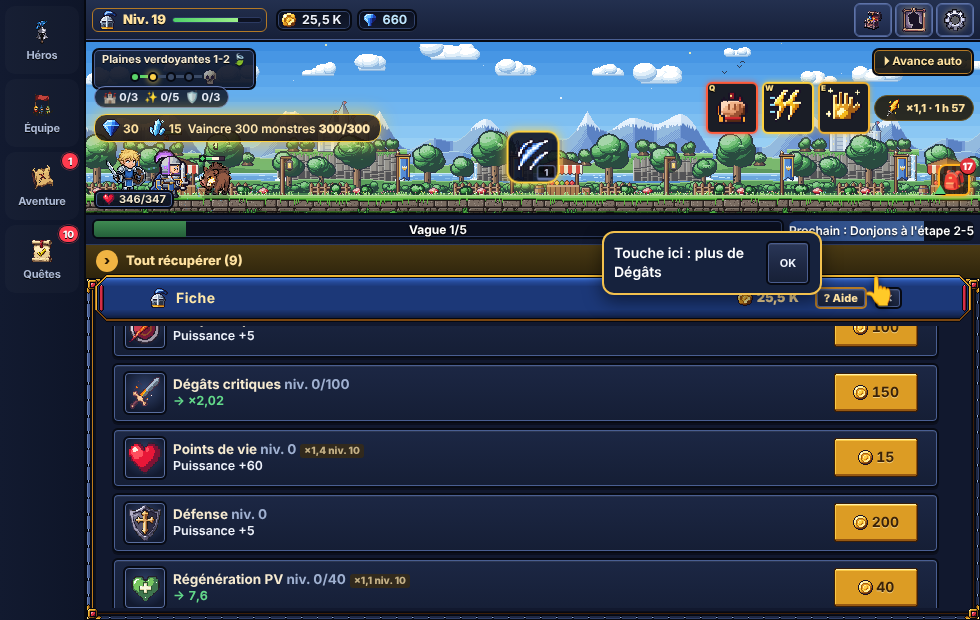 Niv. 19
25,5 K
660
Héros
Équipe
1
Aventure
10
Quêtes
Plaines verdoyantes 1-2
0/3 0/5 0/3
30 15 Vaincre 300 monstres 300/300
Q
W
E
Avance auto
×1,1 · 1 h 57
1
17
346/347
Vague 1/5
Prochain : Donjons à l'étape 2-5
Tout récupérer (9)
Touche ici : plus de
Dégâts
OK
Fiche
25,5 K
? Aide
Puissance +5
100
Dégâts critiques niv. 0/100
→ ×2,02
150
Points de vie niv. 0 ×1,4 niv. 10
Puissance +60
15
Défense niv. 0
Puissance +5
200
Régénération PV niv. 0/40 ×1,1 niv. 10
→ 7,6
40